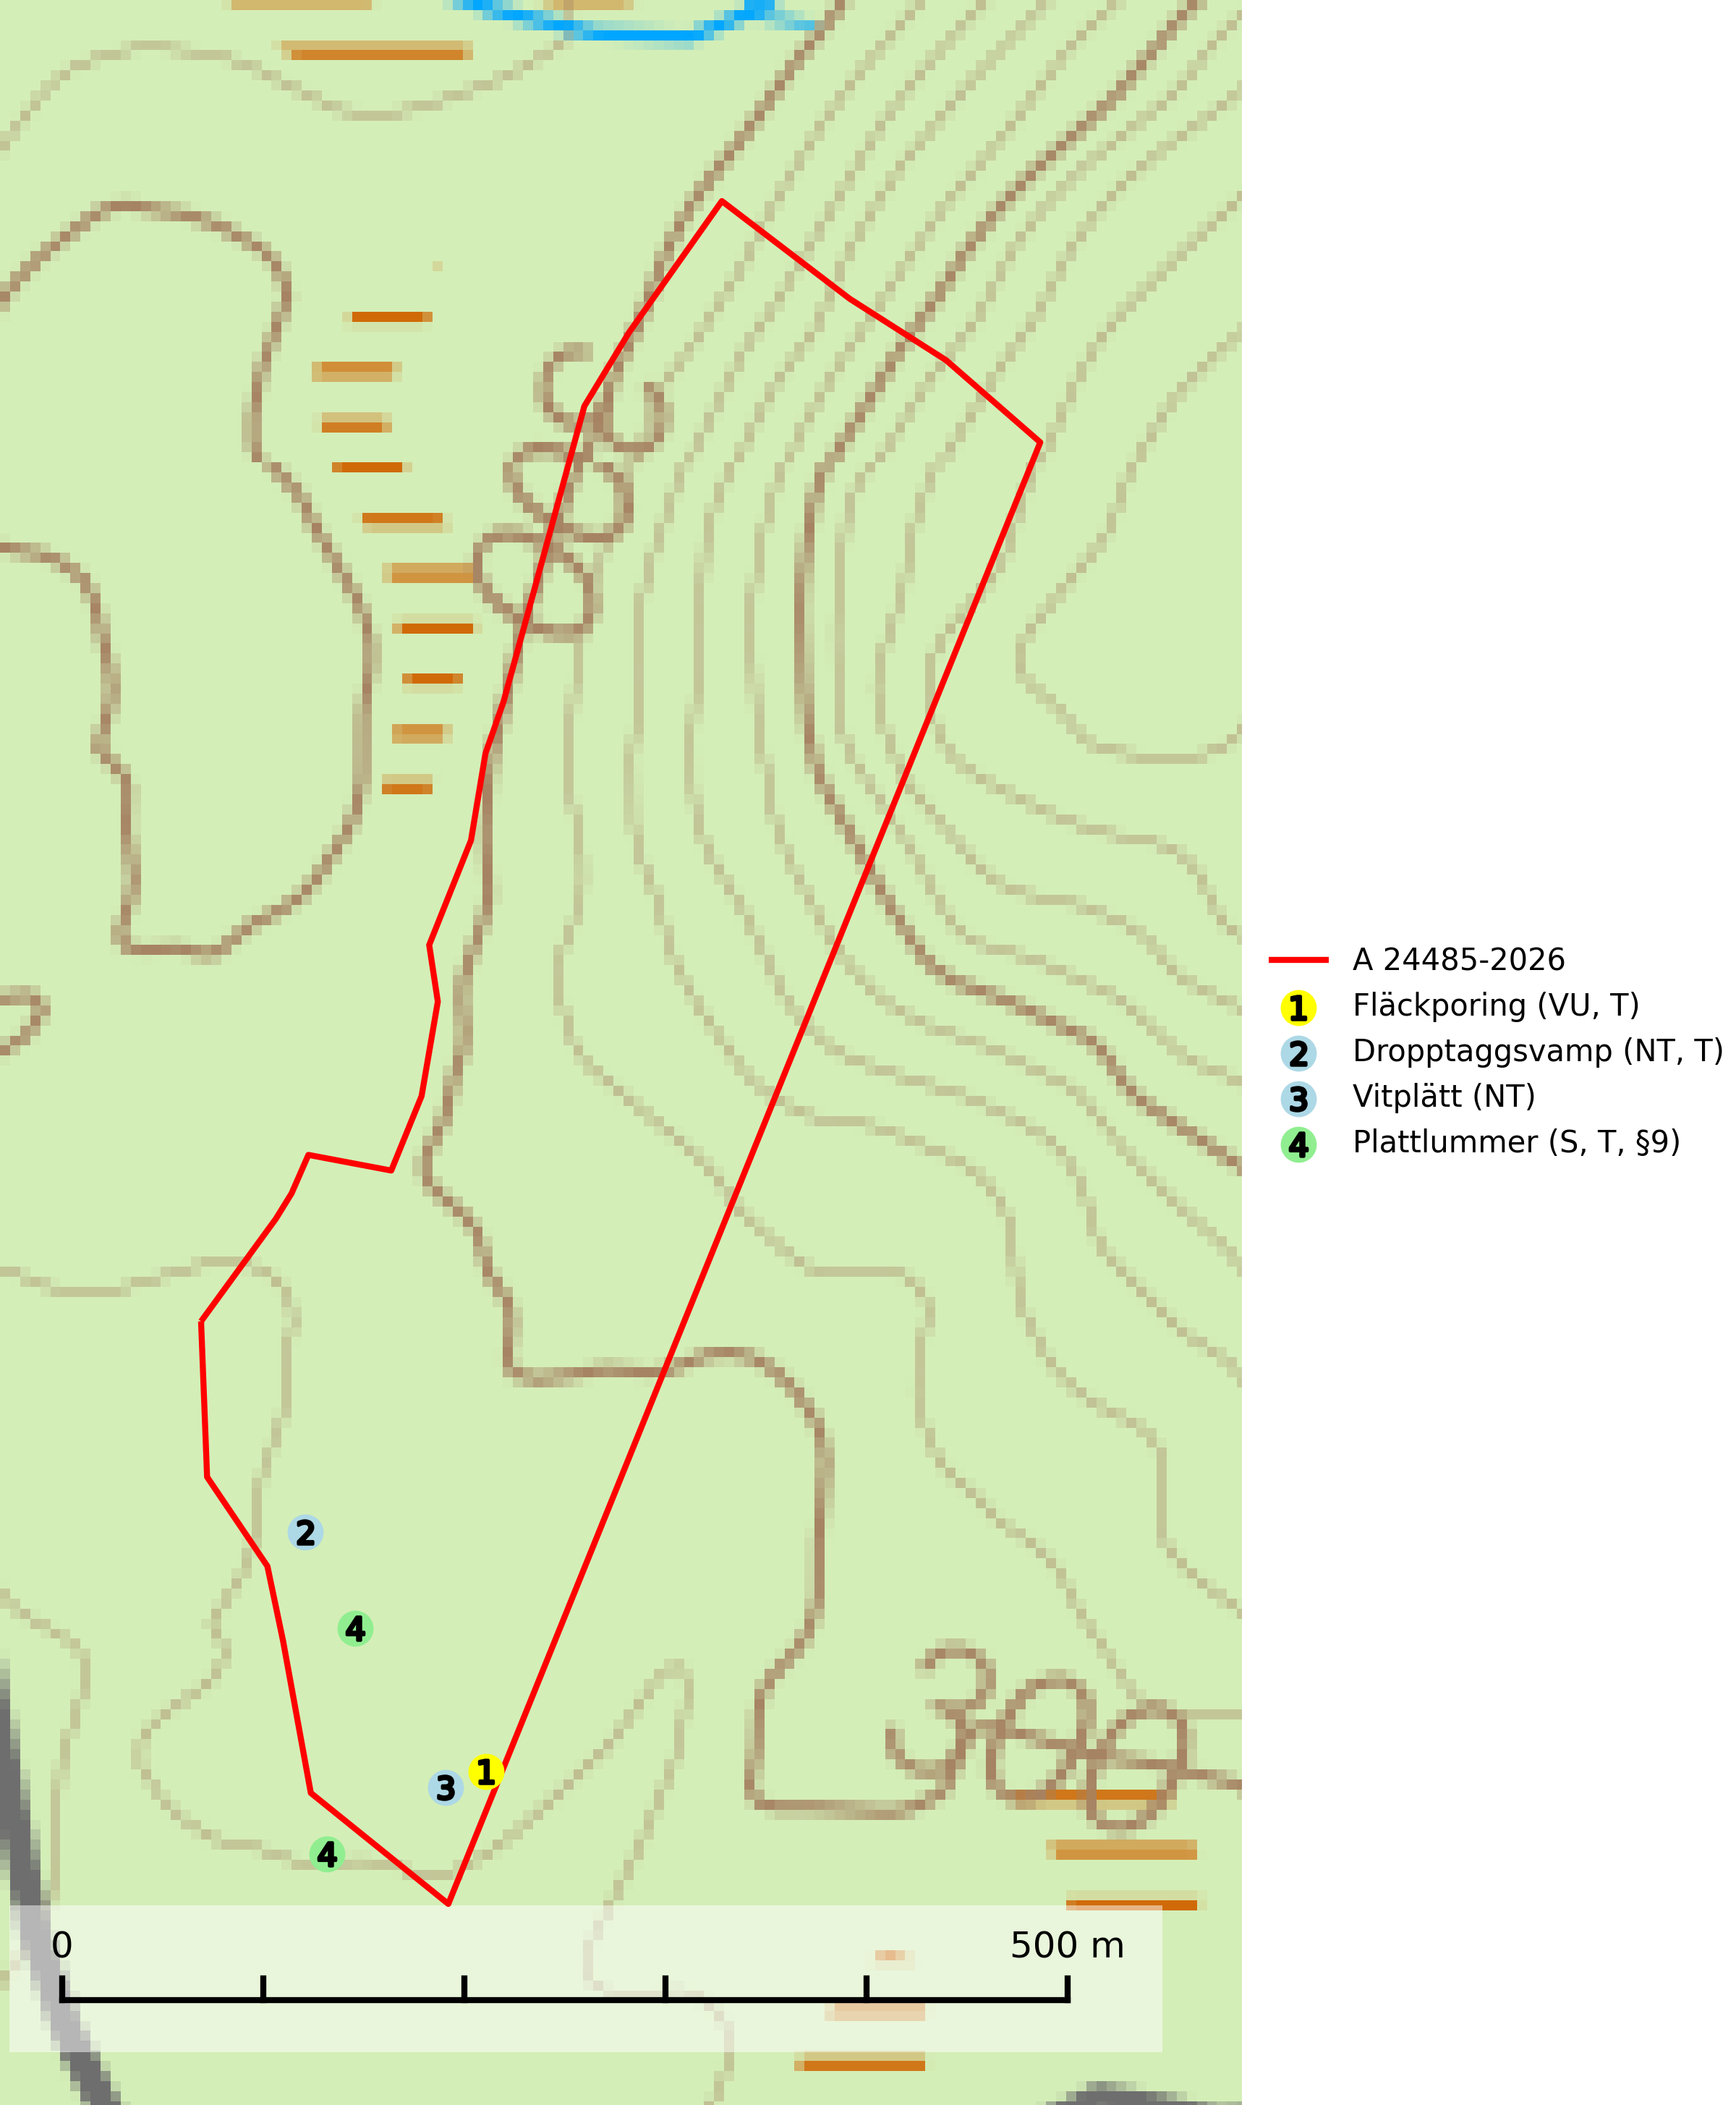 A 24485-2026
1 Fläckporing (VU, T)
2 Dropptaggsvamp (NT, T)
3 Vitplätt (NT)
4 Plattlummer (S, T, §9)
2
4
1
3
4
0 500 m